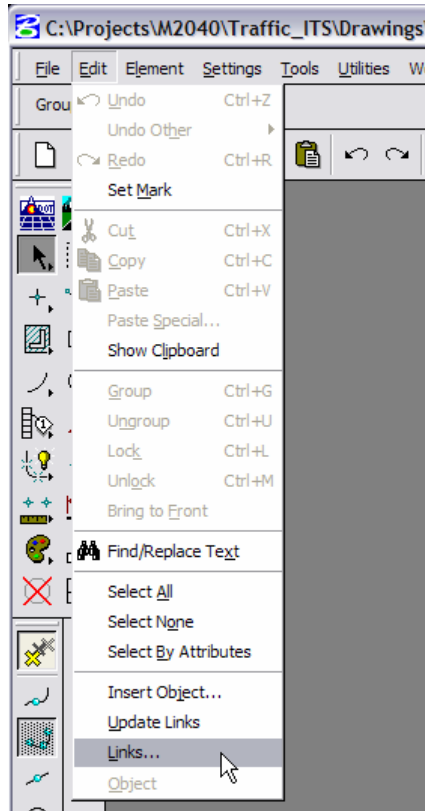 C:\Projects\M2040\Traffic_ITS\Drawings\
File Edit Element Settings Tools Utilities
Undo Ctrl+Z
Undo Other
Redo Ctrl+R
Set Mark
Cut Ctrl+X
Copy Ctrl+C
Paste Ctrl+V
Paste Special...
Show Clipboard
Group Ctrl+G
Ungroup Ctrl+U
Lock Ctrl+L
Unlock Ctrl+M
Bring to Front
Find/Replace Text
Select All
Select None
Select By Attributes
Insert Object...
Update Links
Links...
Object